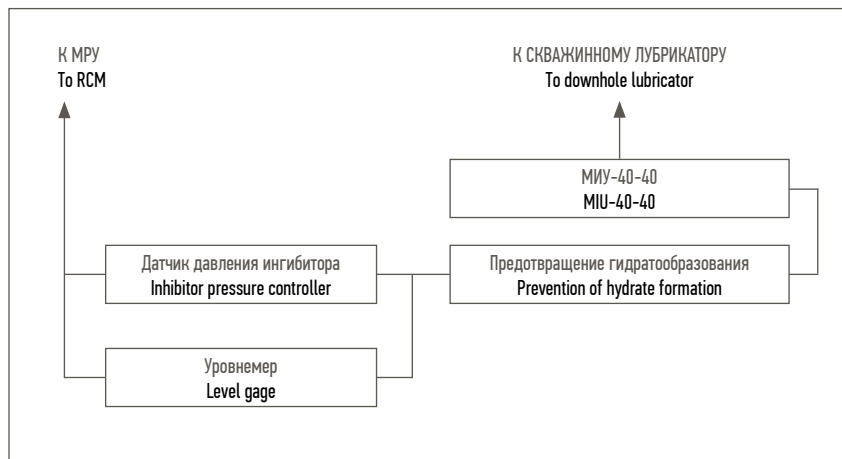 К МРУ
To RCM
К СКВАЖИННОМУ ЛУБРИКАТОРУ
To downhole lubricator
МИУ-40-40
MIU-40-40
Датчик давления ингибитора
Inhibitor pressure controller
Предотвращение гидратообразования
Prevention of hydrate formation
Уровнемер
Level gage